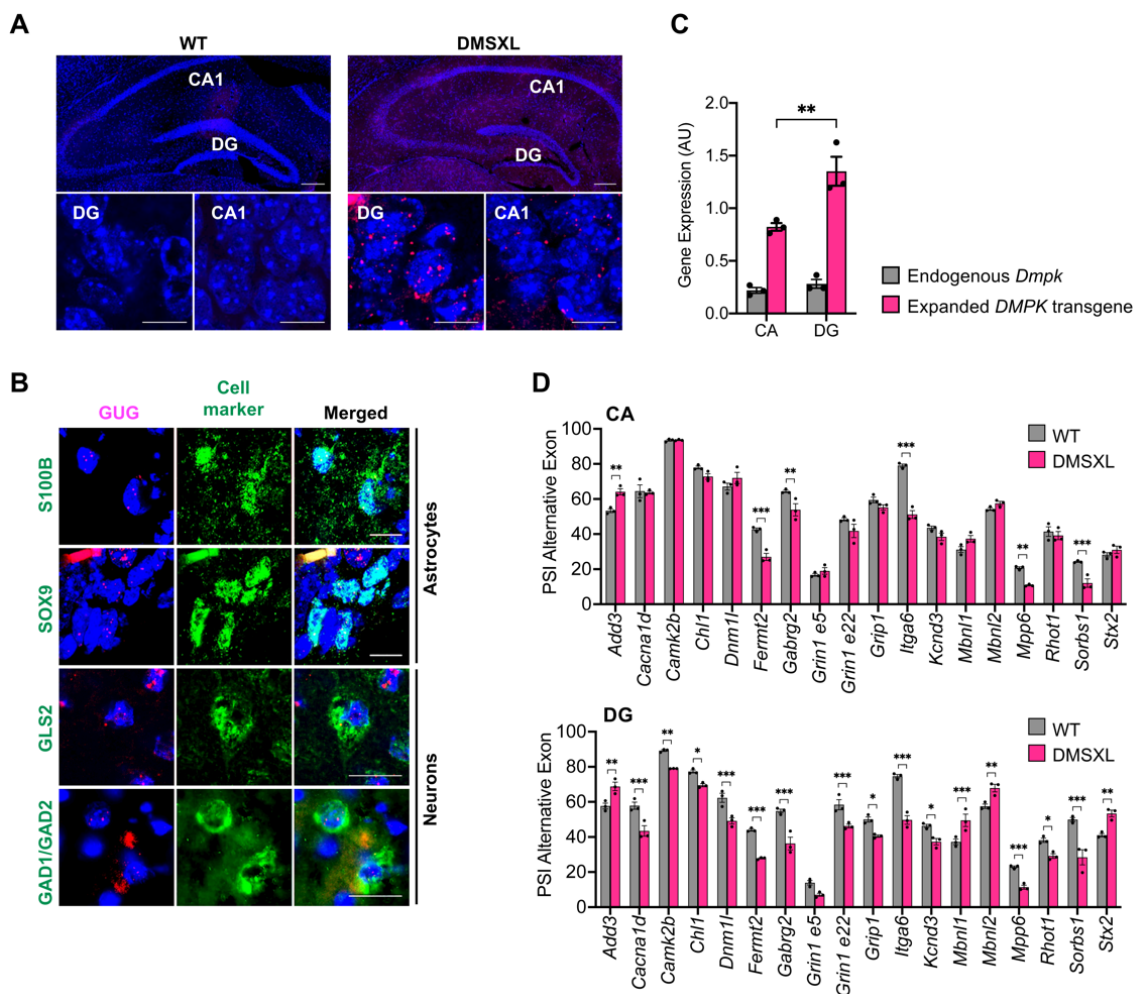 A
WT
DMSXL
CA1
DG
CA1
DG
DG
CA1
DG
CA1
B
GUG
Cell
marker
Merged
S100B
SOX9
GLS2
GAD1/GAD2
Astrocytes
Neurons
C
Gene Expression (AU)
2.0
1.5
1.0
0.5
0.0
**
CA
DG
Endogenous Dmpk
Expanded DMPK transgene
D
CA
PSI Alternative Exon
100
80
60
40
20
0
** *** ** *** ** ***
WT
DMSXL
Add3
Cacna1d
Camk2b
Chl1
Dnm1l
Fermt2
Gabrg2
Grin1 e5
Grin1 e22
Grip1
Itga6
Kcnd3
Mbnl1
Mbnl2
Mpp6
Rhot1
Sorbs1
Stx2
DG
PSI Alternative Exon
100
80
60
40
20
0
** *** ** * *** *** *** *** * *** * *** ** *** * *** **
WT
DMSXL
Add3
Cacna1d
Camk2b
Chl1
Dnm1l
Fermt2
Gabrg2
Grin1 e5
Grin1 e22
Grip1
Itga6
Kcnd3
Mbnl1
Mbnl2
Mpp6
Rhot1
Sorbs1
Stx2